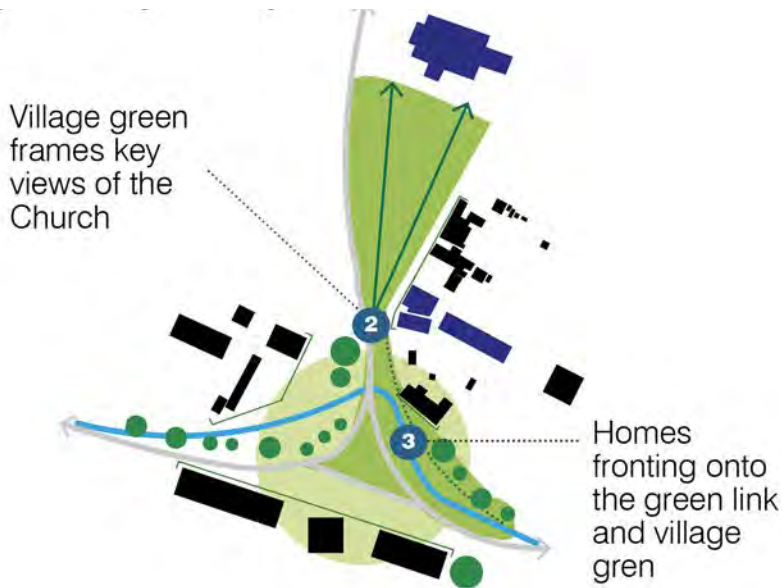 Village green
frames key
views of the
Church
2
3
Homes
fronting onto
the green link
and village
gren